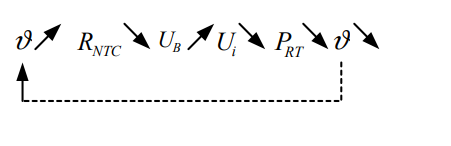 ϑ R_NTC U_B U_i P_RT ϑ